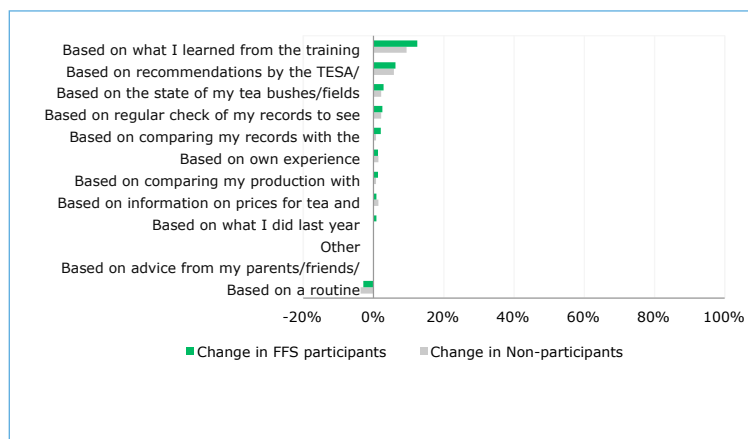 Based on what I learned from the training
Based on recommendations by the TESA/
Based on the state of my tea bushes/fields
Based on regular check of my records to see
Based on comparing my records with the
Based on own experience
Based on comparing my production with
Based on information on prices for tea and
Based on what I did last year
Other
Based on advice from my parents/friends/
Based on a routine
-20% 0% 20% 40% 60% 80% 100%
Change in FFS participants Change in Non-participants